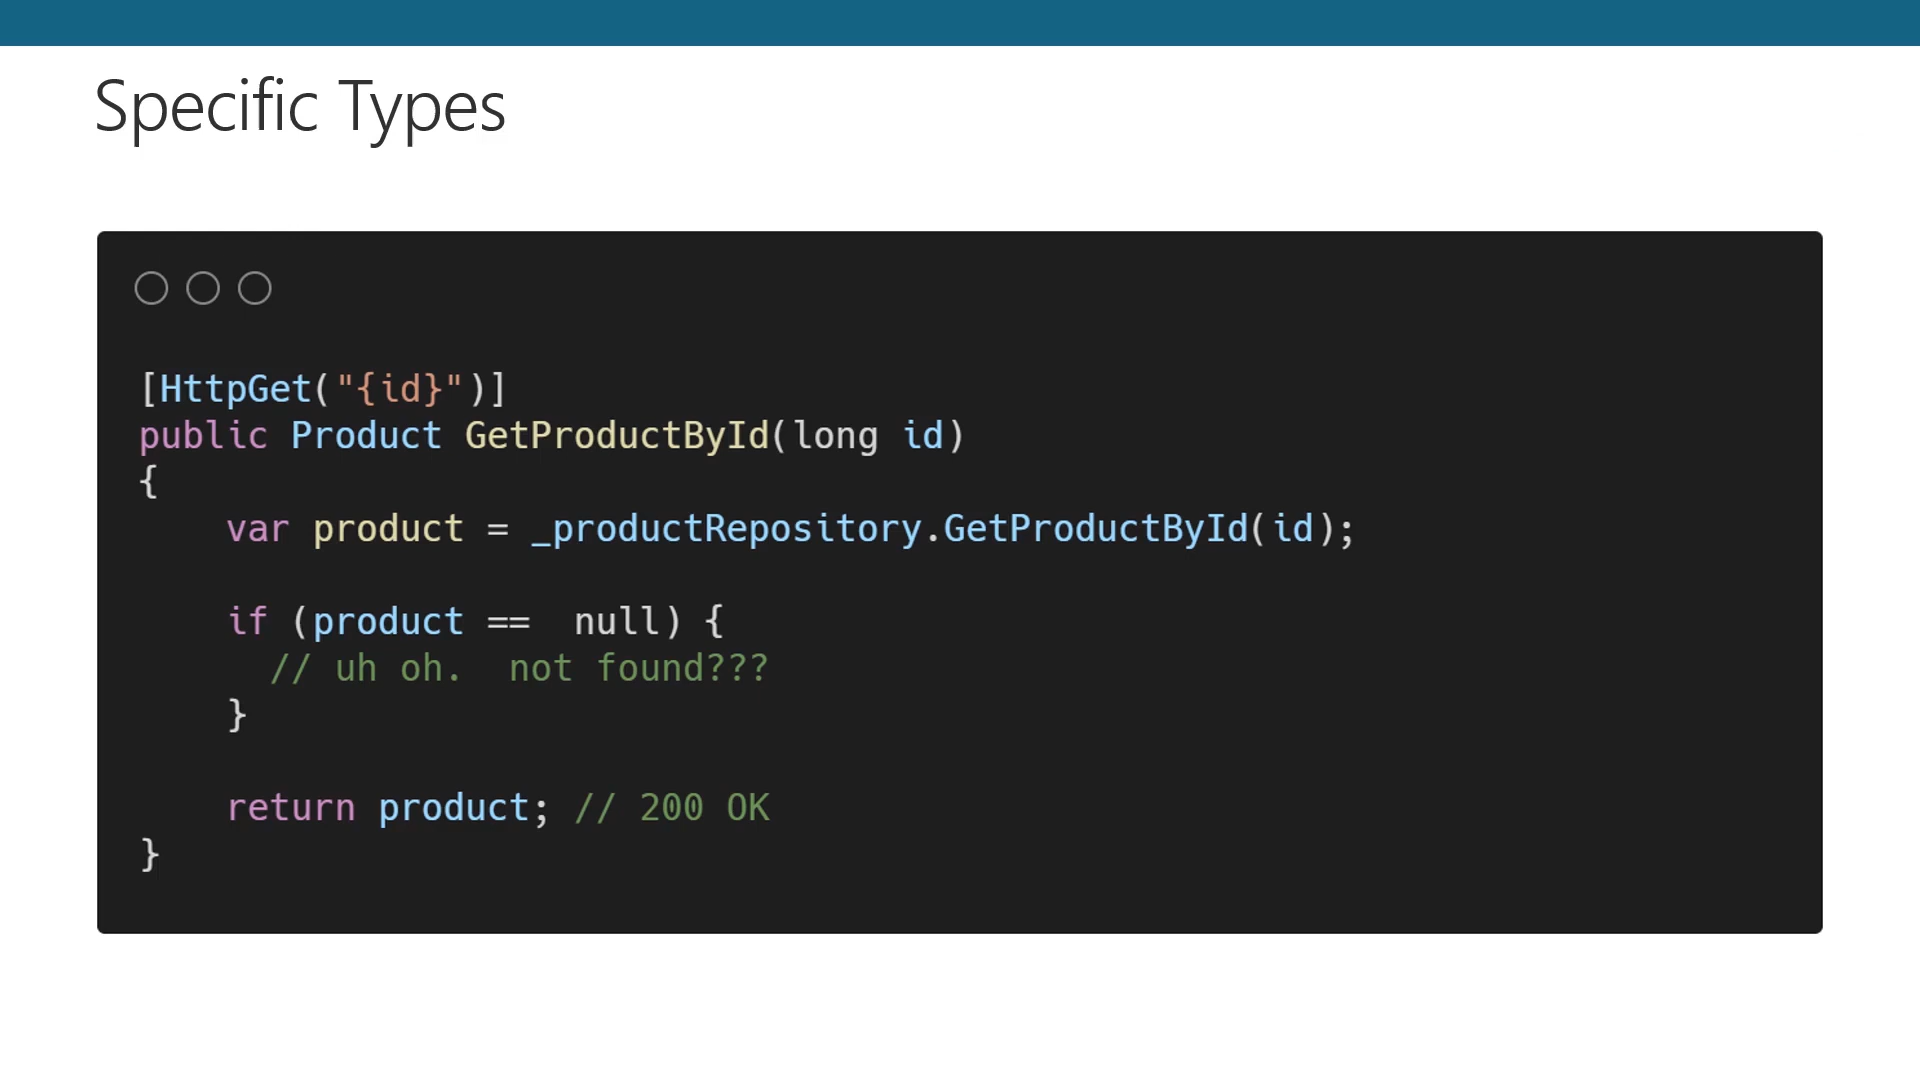 Specific Types
[HttpGet("{id}")]
public Product GetProductById(long id)
{
    var product = _productRepository.GetProductById(id);
    if (product ==  null) {
      // uh oh.  not found???
    }
    return product; // 200 OK
}